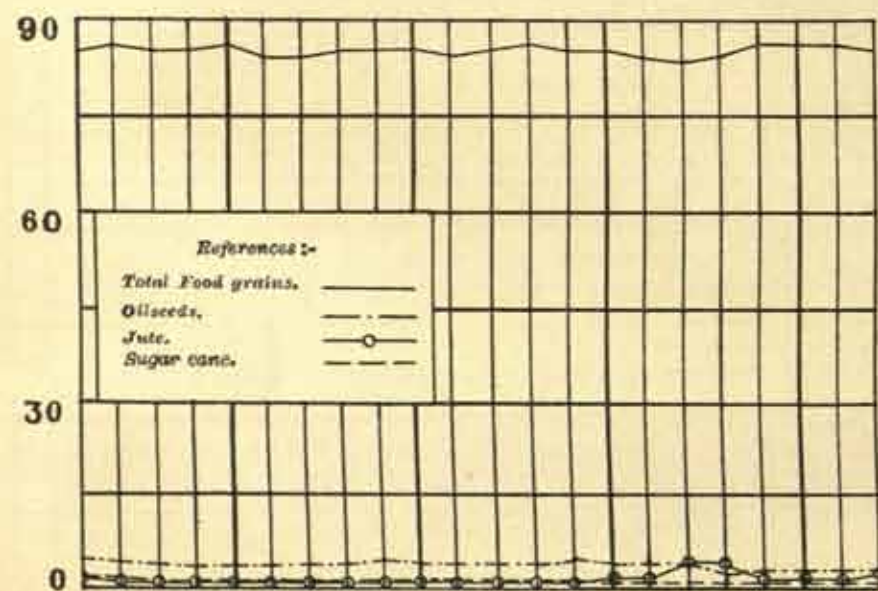 90
60
30
0
References :-
Total Food grains.
Oilseeds.
Jute.
Sugar cane.